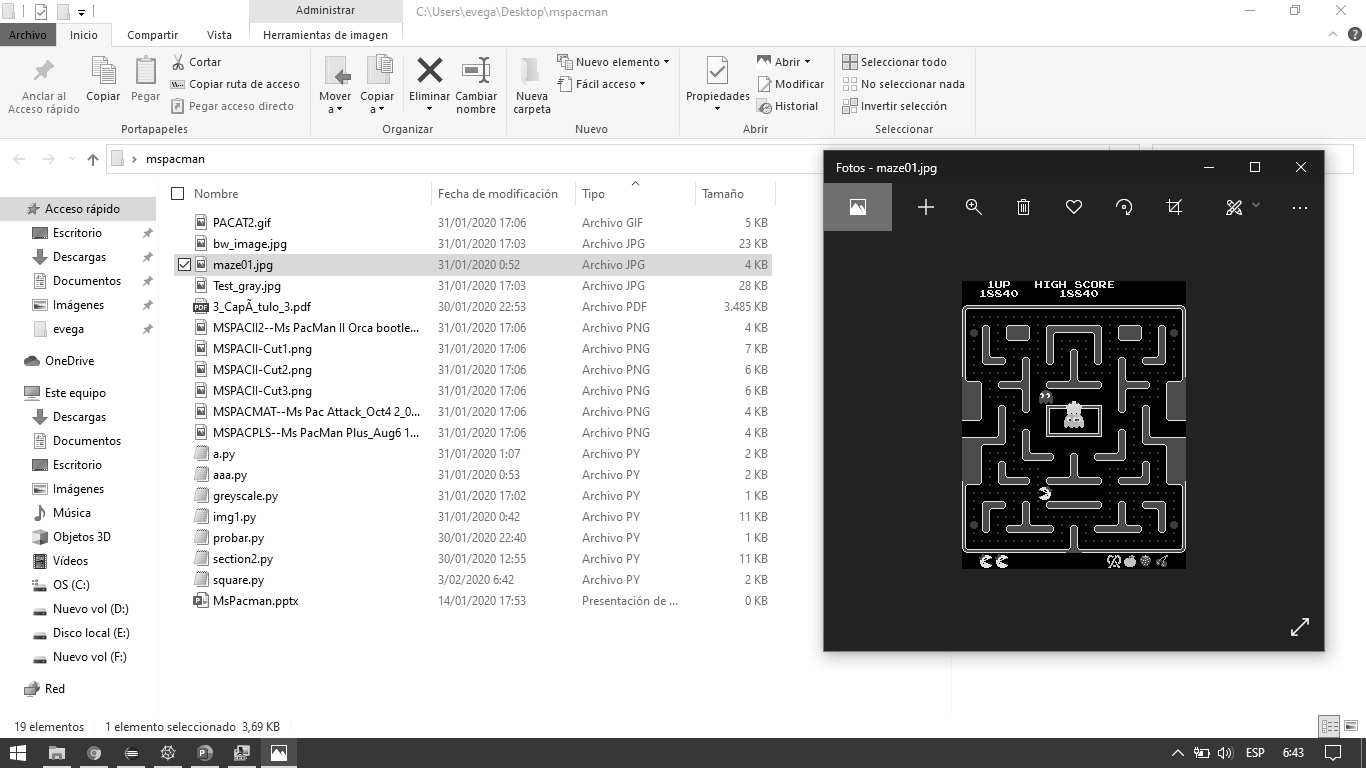 Administrar
C:\Users\evega\Desktop\mspacman
Archivo
Inicio
Compartir
Vista
Herramientas de imagen
Anclar al Acceso rápido
Copiar
Pegar
Cortar
Copiar ruta de acceso
Pegar acceso directo
Portapapeles
Mover a
Copiar a
Eliminar
Cambiar nombre
Organizar
Nueva carpeta
Nuevo elemento
Fácil acceso
Nuevo
Propiedades
Abrir
Modificar
Historial
Abrir
Seleccionar todo
No seleccionar nada
Invertir selección
Seleccionar
mspacman
Acceso rápido
Escritorio
Descargas
Documentos
Imágenes
evega
OneDrive
Este equipo
Descargas
Documentos
Escritorio
Imágenes
Música
Objetos 3D
Vídeos
OS (C:)
Nuevo vol (D:)
Disco local (E:)
Nuevo vol (F:)
Red
Nombre Fecha de modificación Tipo Tamaño
PACAT2.gif 31/01/2020 17:06 Archivo GIF 5 KB
bw_image.jpg 31/01/2020 17:03 Archivo JPG 23 KB
maze01.jpg 31/01/2020 0:52 Archivo JPG 4 KB
Test_gray.jpg 31/01/2020 17:03 Archivo JPG 28 KB
3_CapÃ_tulo_3.pdf 30/01/2020 22:53 Archivo PDF 3.485 KB
MSPACII2--Ms PacMan II Orca bootle... 31/01/2020 17:06 Archivo PNG 4 KB
MSPACII-Cut1.png 31/01/2020 17:06 Archivo PNG 7 KB
MSPACII-Cut2.png 31/01/2020 17:06 Archivo PNG 6 KB
MSPACII-Cut3.png 31/01/2020 17:06 Archivo PNG 6 KB
MSPACMAT--Ms Pac Attack_Oct4 2_0... 31/01/2020 17:06 Archivo PNG 4 KB
MSPACPLS--Ms PacMan Plus_Aug6 1... 31/01/2020 17:06 Archivo PNG 4 KB
a.py 31/01/2020 1:07 Archivo PY 2 KB
aaa.py 31/01/2020 0:53 Archivo PY 2 KB
greyscale.py 31/01/2020 17:02 Archivo PY 1 KB
img1.py 31/01/2020 0:42 Archivo PY 11 KB
probar.py 30/01/2020 22:40 Archivo PY 1 KB
section2.py 30/01/2020 12:55 Archivo PY 11 KB
square.py 3/02/2020 6:42 Archivo PY 2 KB
MsPacman.pptx 14/01/2020 17:53 Presentación de ... 0 KB
Fotos - maze01.jpg
1UP HIGH SCORE
18840 18840
19 elementos 1 elemento seleccionado 3,69 KB
ESP 6:43